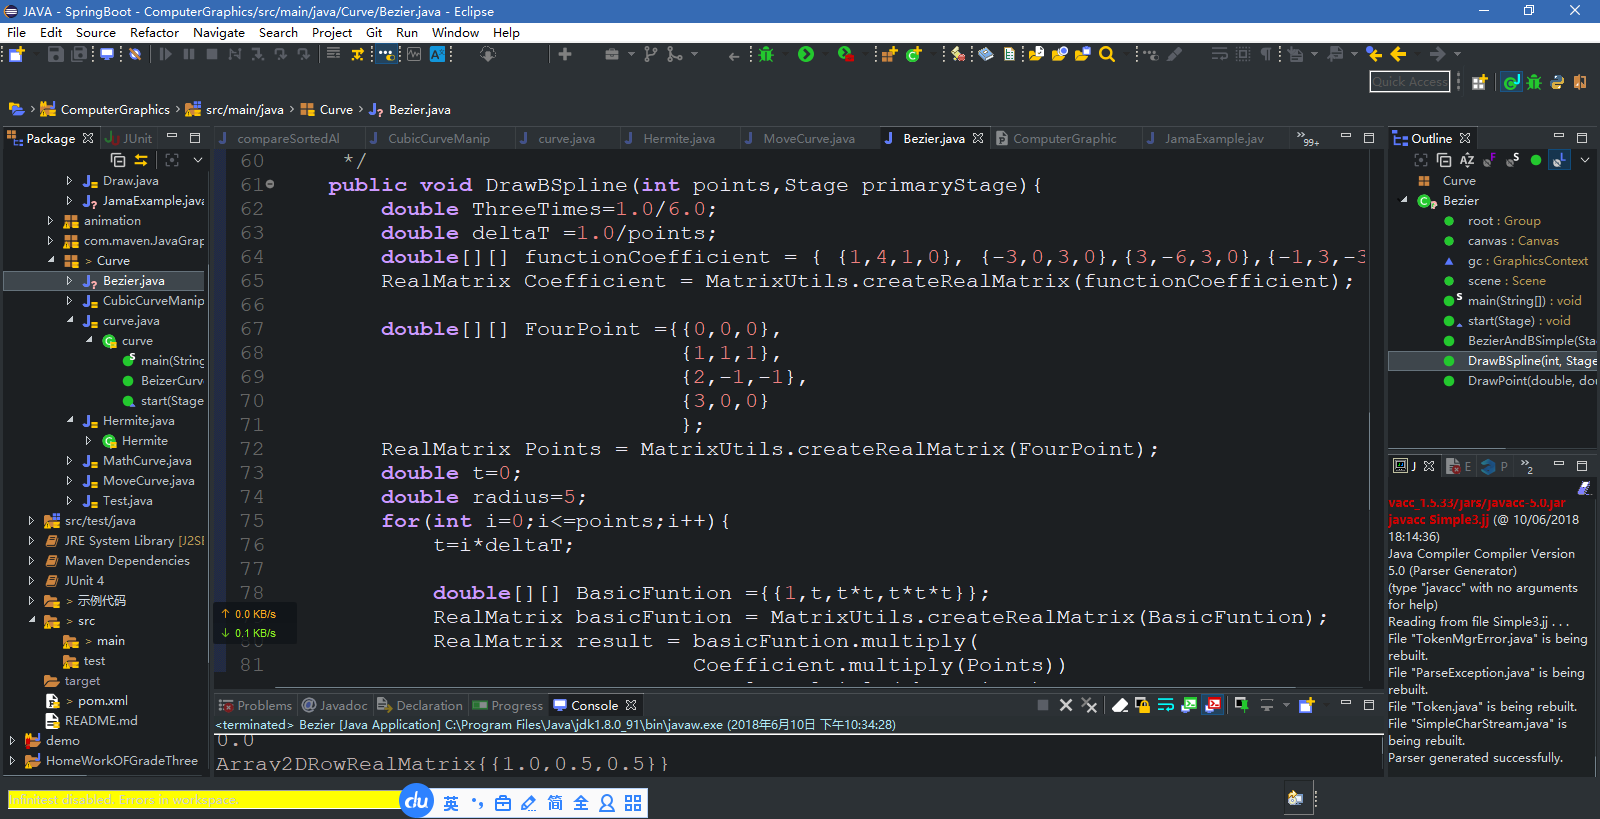 JAVA - SpringBoot - ComputerGraphics/src/main/java/Curve/Bezier.java - Eclipse
File Edit Source Refactor Navigate Search Project Git Run Window Help
Quick Access
ComputerGraphics > src/main/java > Curve > Bezier.java
Package JUnit
Draw.java
JamaExample.java
animation
com.maven.JavaGrap
> Curve
Bezier.java
CubicCurveManip
curve.java
curve
main(String
BeizerCurv
start(Stage
Hermite.java
Hermite
MathCurve.java
MoveCurve.java
Test.java
src/test/java
JRE System Library [J2SI
Maven Dependencies
JUnit 4
> 示例代码
> src
> main
test
target
> pom.xml
README.md
demo
HomeWorkOFGradeThree
compareSortedAl CubicCurveManip curve.java Hermite.java MoveCurve.java Bezier.java ComputerGraphic JamaExample.jav »99+
60 */
61 public void DrawBSpline(int points,Stage primaryStage){
62 double ThreeTimes=1.0/6.0;
63 double deltaT =1.0/points;
64 double[][] functionCoefficient = { {1,4,1,0}, {-3,0,3,0},{3,-6,3,0},{-1,3,-3
65 RealMatrix Coefficient = MatrixUtils.createRealMatrix(functionCoefficient);
66
67 double[][] FourPoint ={{0,0,0},
68 {1,1,1},
69 {2,-1,-1},
70 {3,0,0}
71 };
72 RealMatrix Points = MatrixUtils.createRealMatrix(FourPoint);
73 double t=0;
74 double radius=5;
75 for(int i=0;i<=points;i++){
76 t=i*deltaT;
77
78 double[][] BasicFuntion ={{1,t,t*t,t*t*t}};
RealMatrix basicFuntion = MatrixUtils.createRealMatrix(BasicFuntion);
RealMatrix result = basicFuntion.multiply(
81 Coefficient.multiply(Points))
↑ 0.0 KB/s
↓ 0.1 KB/s
Problems Javadoc Declaration Progress Console
<terminated> Bezier [Java Application] C:\Program Files\Java\jdk1.8.0_91\bin\javaw.exe (2018年6月10日 下午10:34:28)
0.0
Array2DRowRealMatrix{{1.0,0.5,0.5}}
Outline
Curve
Bezier
root : Group
canvas : Canvas
gc : GraphicsContext
scene : Scene
main(String[]) : void
start(Stage) : void
BezierAndBSimple(Sta
DrawBSpline(int, Stage
DrawPoint(double, dou
J E P »2
vacc_1.5.33/jars/javacc-5.0.jar
javacc Simple3.jj (@ 10/06/2018
18:14:36)
Java Compiler Compiler Version
5.0 (Parser Generator)
(type "javacc" with no arguments
for help)
Reading from file Simple3.jj . . .
File "TokenMgrError.java" is being
rebuilt.
File "ParseException.java" is being
rebuilt.
File "Token.java" is being rebuilt.
File "SimpleCharStream.java" is
being rebuilt.
Parser generated successfully.
Infinitest disabled. Errors in workspace.
du 英 简 全